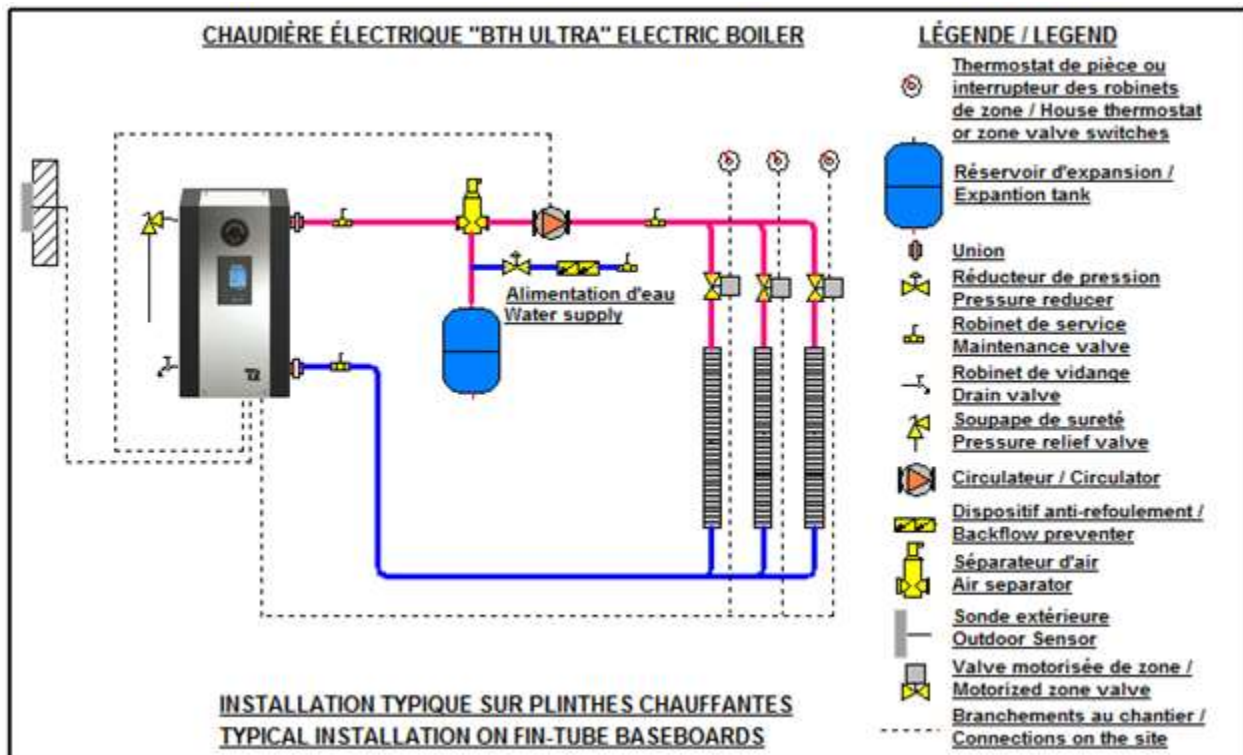 CHAUDIÈRE ÉLECTRIQUE "BTH ULTRA" ELECTRIC BOILER
LÉGENDE / LEGEND
Thermostat de pièce ou
interrupteur des robinets
de zone / House thermostat
or zone valve switches
Réservoir d'expansion /
Expantion tank
Union
Réducteur de pression
Pressure reducer
Robinet de service
Maintenance valve
Robinet de vidange
Drain valve
Soupape de sureté
Pressure relief valve
Circulateur / Circulator
Dispositif anti-refoulement /
Backflow preventer
Séparateur d'air
Air separator
Sonde extérieure
Outdoor Sensor
Valve motorisée de zone /
Motorized zone valve
Branchements au chantier /
Connections on the site
Alimentation d'eau
Water supply
INSTALLATION TYPIQUE SUR PLINTHES CHAUFFANTES
TYPICAL INSTALLATION ON FIN-TUBE BASEBOARDS